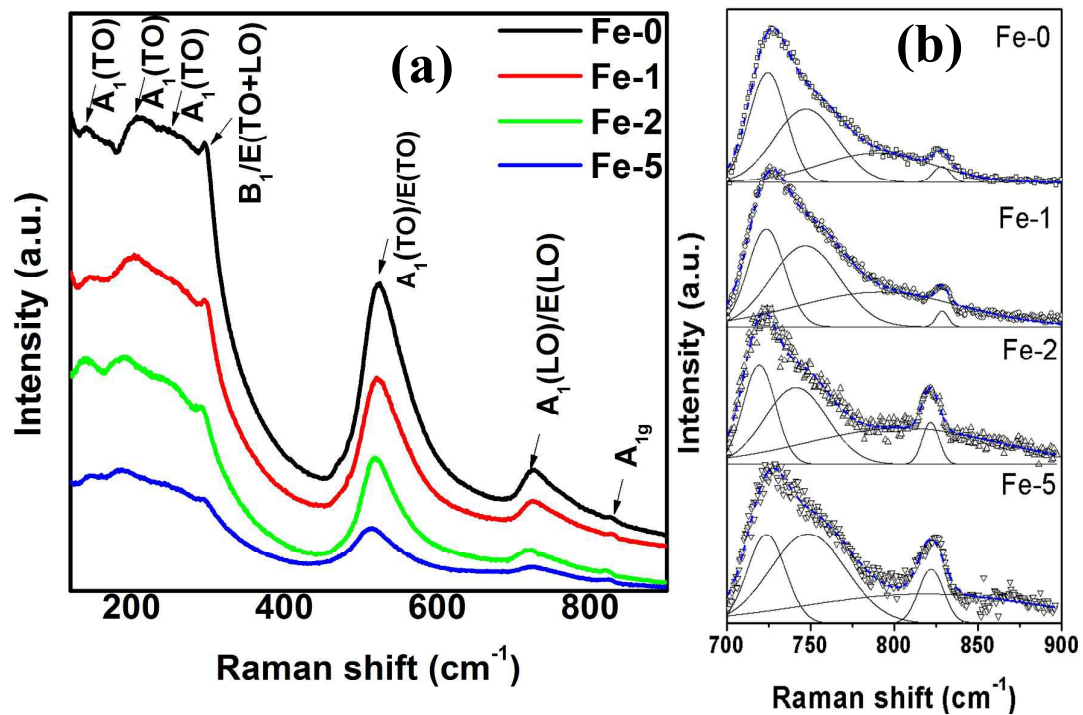 (a)
A₁(TO)
A₁(TO)
A₁(TO)
B₁/E(TO+LO)
A₁(TO)/E(TO)
A₁(LO)/E(LO)
A₁g
Fe-0
Fe-1
Fe-2
Fe-5
Intensity (a.u.)
200 400 600 800
Raman shift (cm⁻¹)
(b)
Fe-0
Fe-1
Fe-2
Fe-5
Intensity (a.u.)
700 750 800 850 900
Raman shift (cm⁻¹)